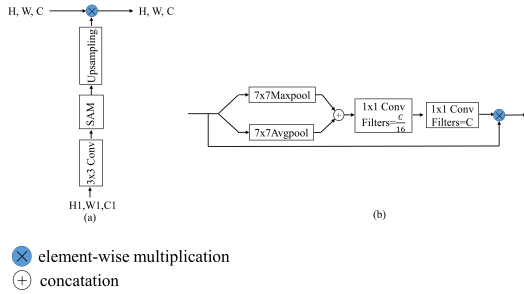 H, W, C
H, W, C
Upsampling
SAM
3x3 Conv
H1,W1,C1
(a)
7x7Maxpool
7x7Avgpool
1x1 Conv
Filters=C/16
1x1 Conv
Filters=C
(b)
element-wise multiplication
concatation